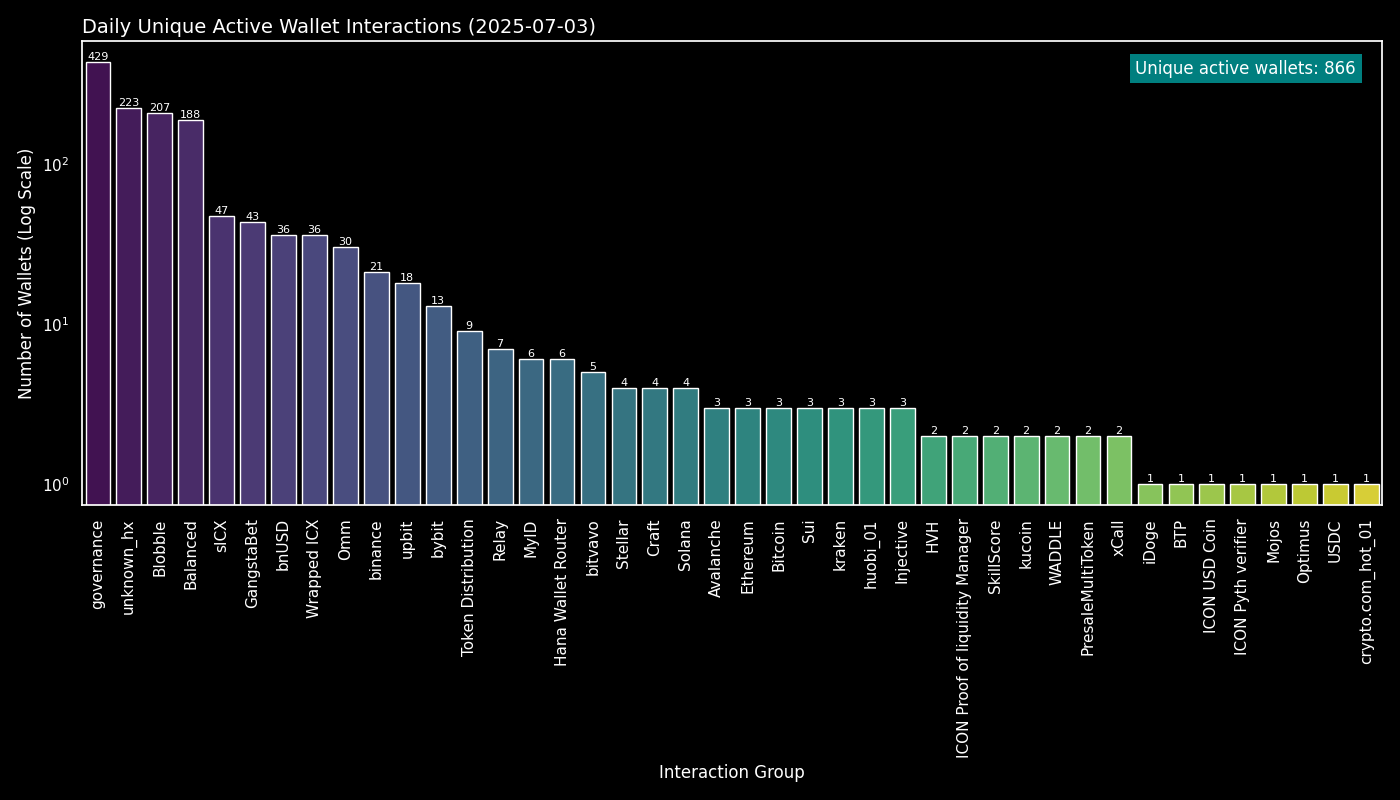 Daily Unique Active Wallet Interactions (2025-07-03)
Unique active wallets: 866
Number of Wallets (Log Scale)
10²
10¹
10⁰
429
223
207
188
47
43
36
36
30
21
18
13
9
7
6
6
5
4
4
4
3
3
3
3
3
3
3
2
2
2
2
2
2
2
1
1
1
1
1
1
1
1
governance
unknown_hx
Blobble
Balanced
sICX
GangstaBet
bnUSD
Wrapped ICX
Omm
binance
upbit
bybit
Token Distribution
Relay
MyID
Hana Wallet Router
bitvavo
Stellar
Craft
Solana
Avalanche
Ethereum
Bitcoin
Sui
kraken
huobi_01
Injective
HVH
ICON Proof of liquidity Manager
SkillScore
kucoin
WADDLE
PresaleMultiToken
xCall
iDoge
BTP
ICON USD Coin
ICON Pyth verifier
Mojos
Optimus
USDC
crypto.com_hot_01
Interaction Group